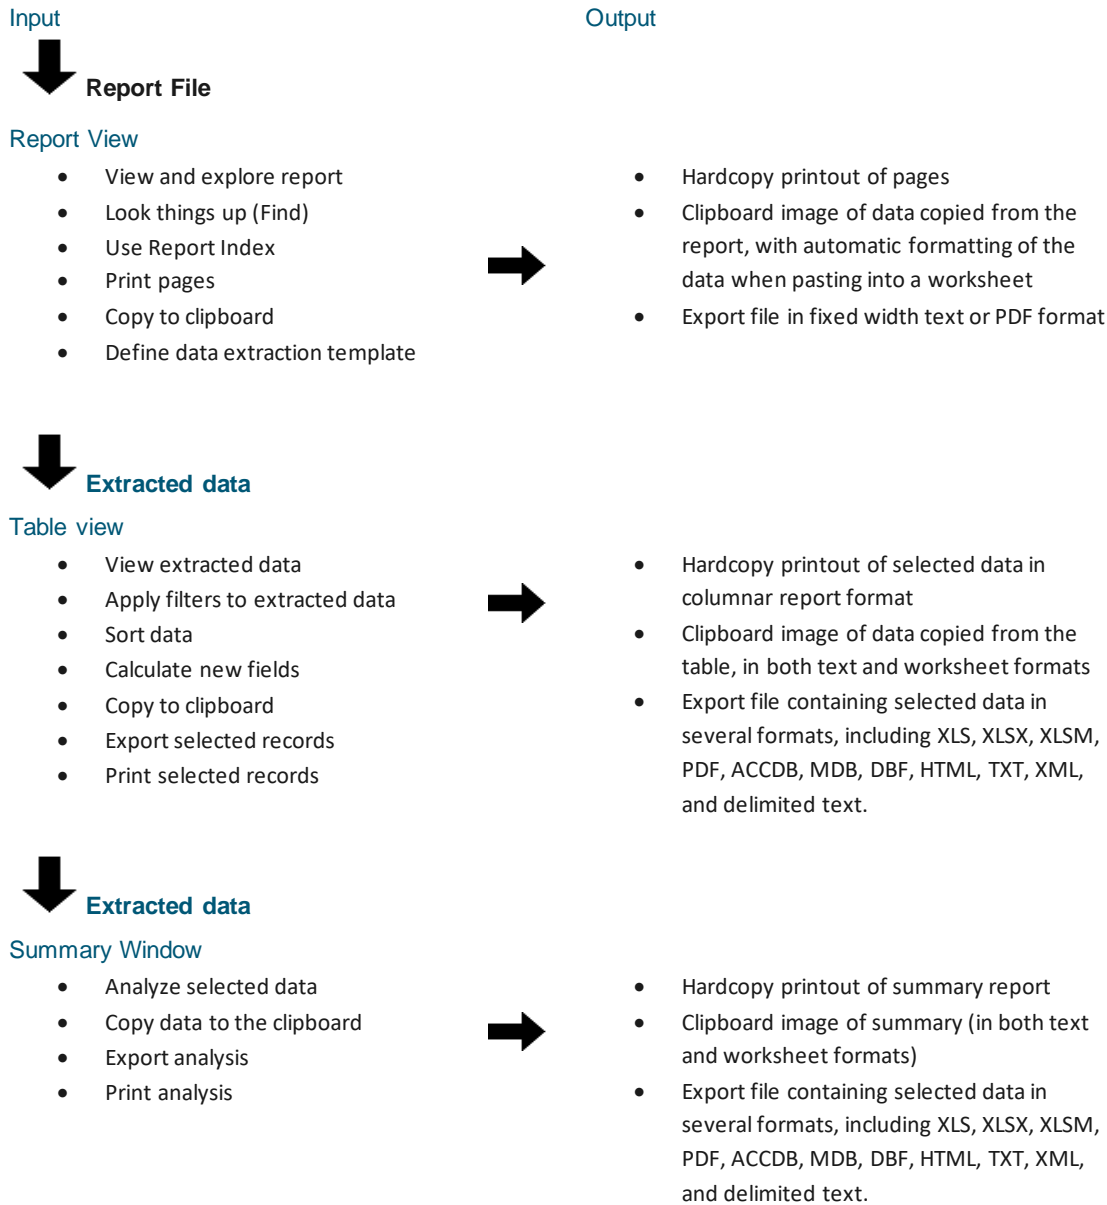 Input
Output
Report File
Report View
• View and explore report
• Look things up (Find)
• Use Report Index
• Print pages
• Copy to clipboard
• Define data extraction template
• Hardcopy printout of pages
• Clipboard image of data copied from the
report, with automatic formatting of the
data when pasting into a worksheet
• Export file in fixed width text or PDF format
Extracted data
Table view
• View extracted data
• Apply filters to extracted data
• Sort data
• Calculate new fields
• Copy to clipboard
• Export selected records
• Print selected records
• Hardcopy printout of selected data in
columnar report format
• Clipboard image of data copied from the
table, in both text and worksheet formats
• Export file containing selected data in
several formats, including XLS, XLSX, XLSM,
PDF, ACCDB, MDB, DBF, HTML, TXT, XML,
and delimited text.
Extracted data
Summary Window
• Analyze selected data
• Copy data to the clipboard
• Export analysis
• Print analysis
• Hardcopy printout of summary report
• Clipboard image of summary (in both text
and worksheet formats)
• Export file containing selected data in
several formats, including XLS, XLSX, XLSM,
PDF, ACCDB, MDB, DBF, HTML, TXT, XML,
and delimited text.